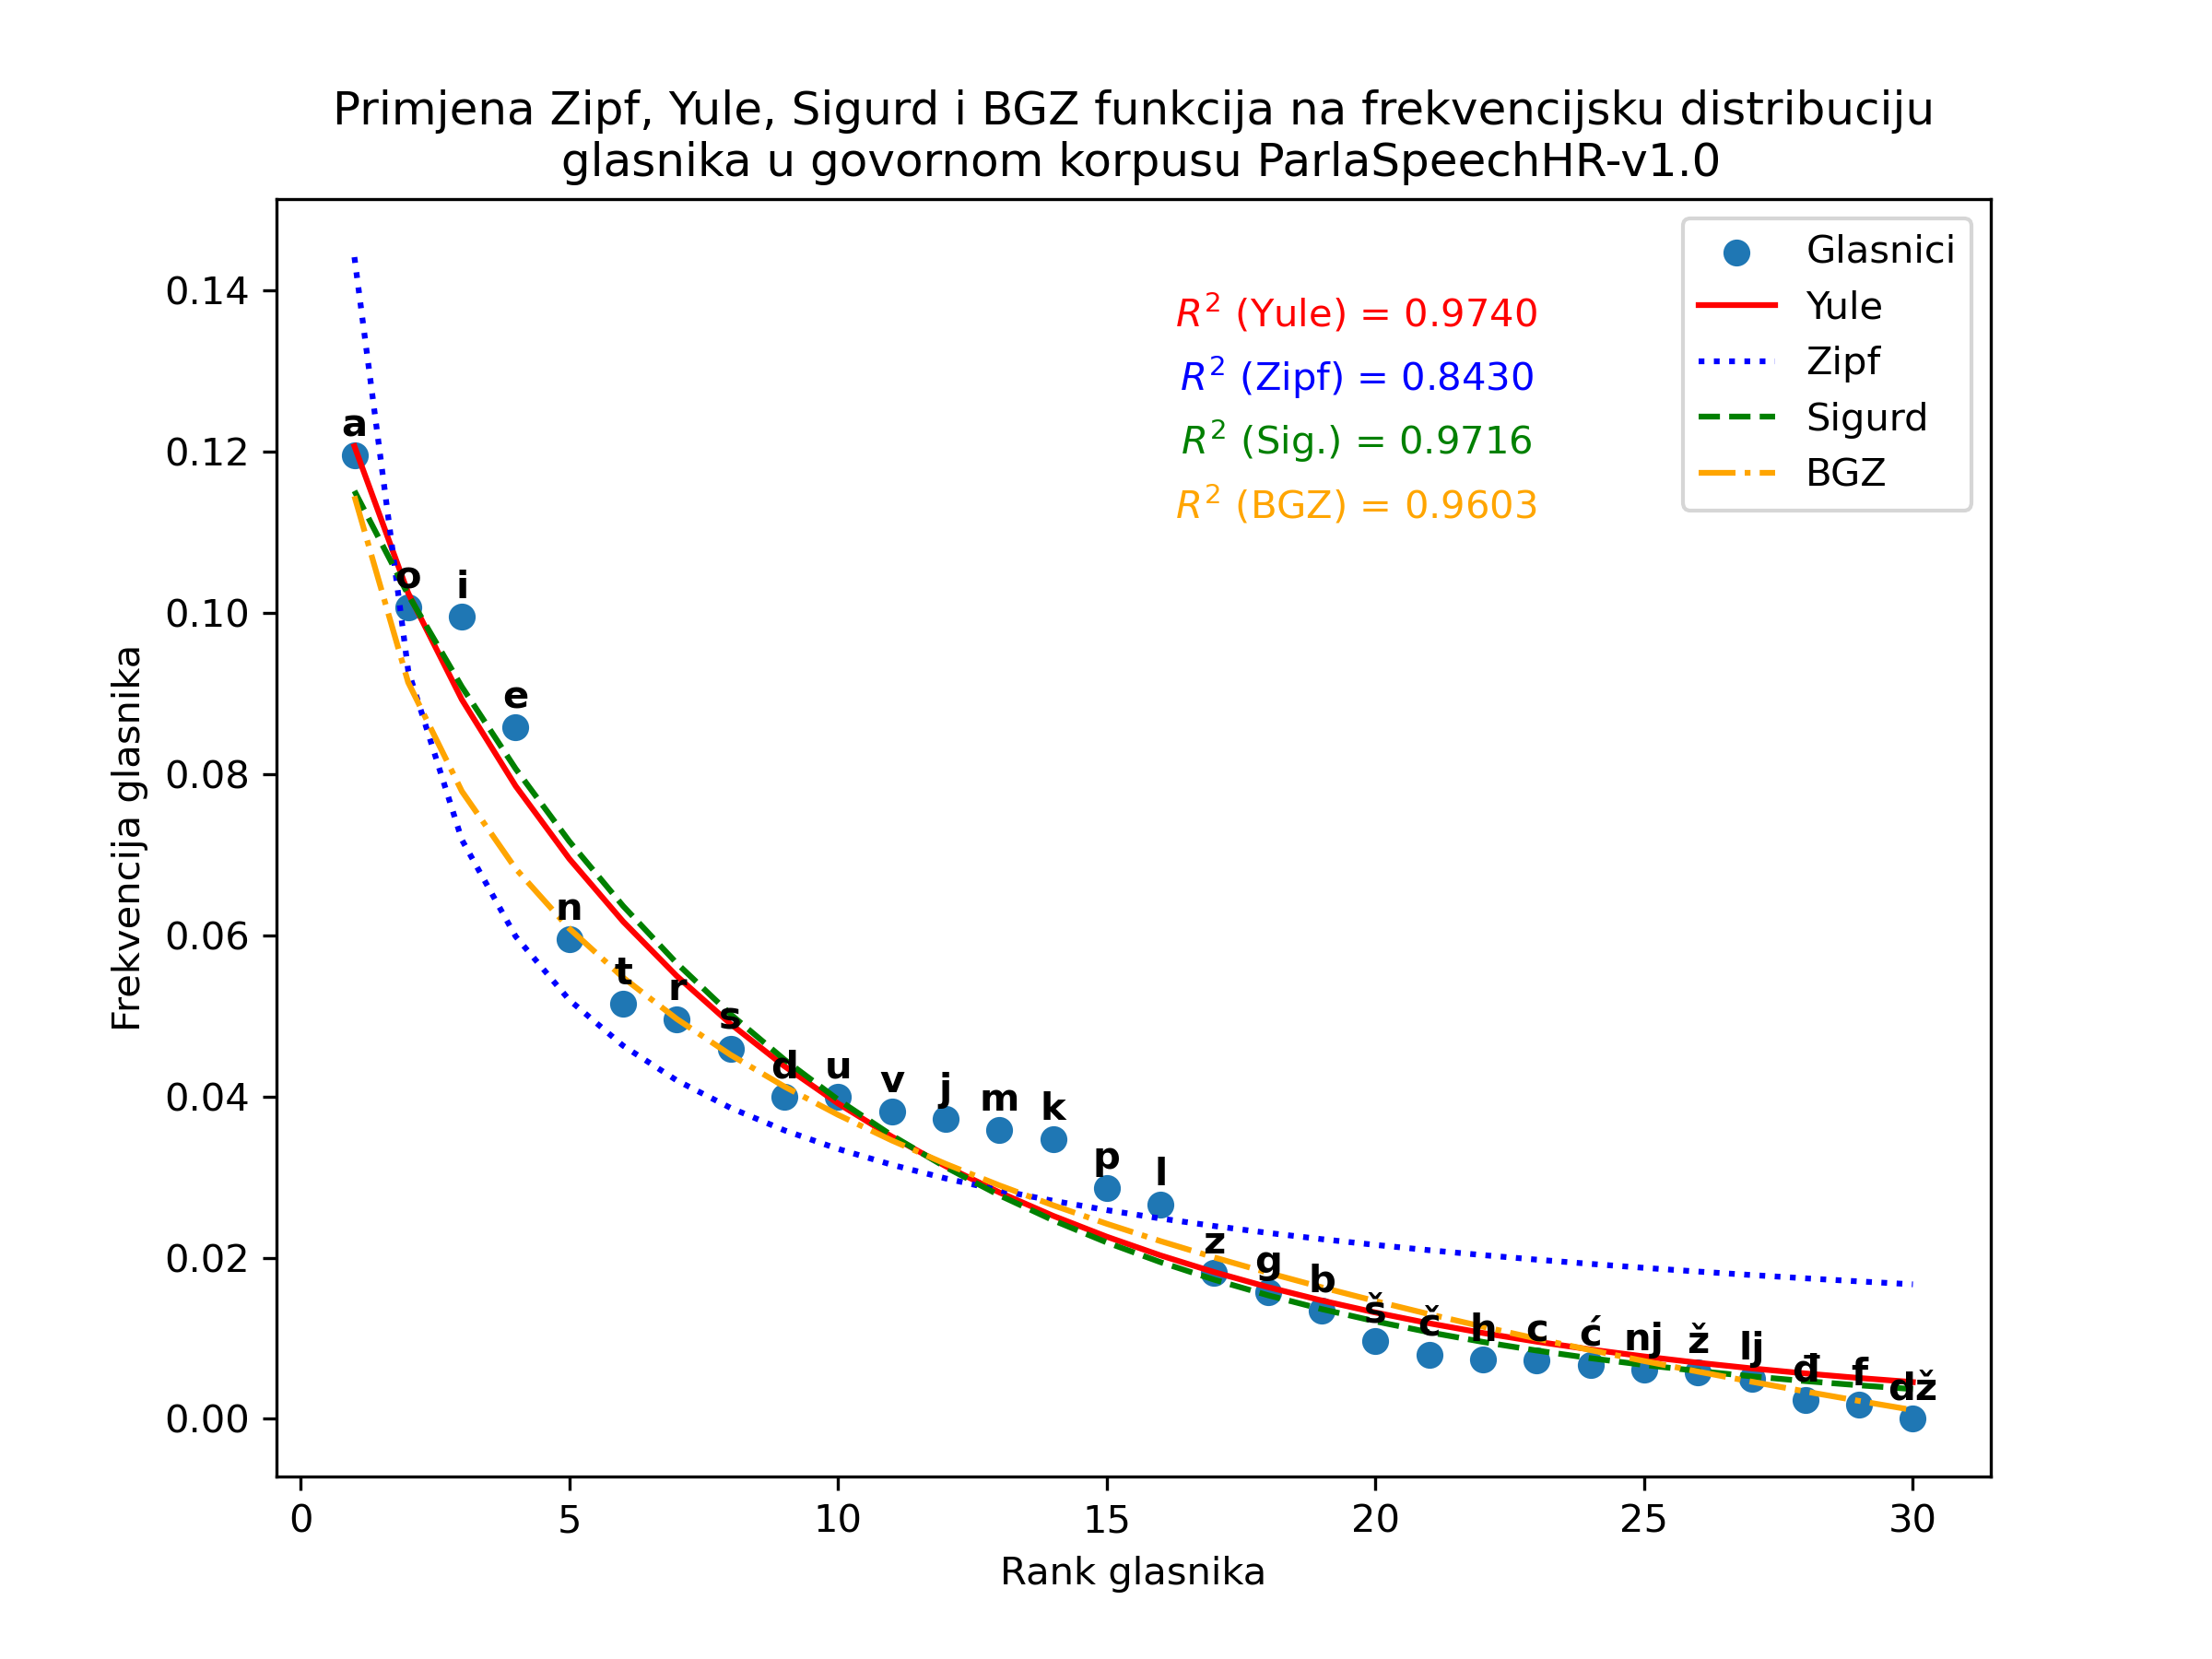 Primjena Zipf, Yule, Sigurd i BGZ funkcija na frekvencijsku distribuciju
glasnika u govornom korpusu ParlaSpeechHR-v1.0
Glasnici
Yule
Zipf
Sigurd
BGZ
R² (Yule) = 0.9740
R² (Zipf) = 0.8430
R² (Sig.) = 0.9716
R² (BGZ) = 0.9603
Frekvencija glasnika
0.14
0.12
0.10
0.08
0.06
0.04
0.02
0.00
a
o
i
e
n
t
r
s
d
u
v
j
m
k
p
l
z
g
b
š
č
h
c
ć
nj
ž
lj
đ
f
dž
0 5 10 15 20 25 30
Rank glasnika